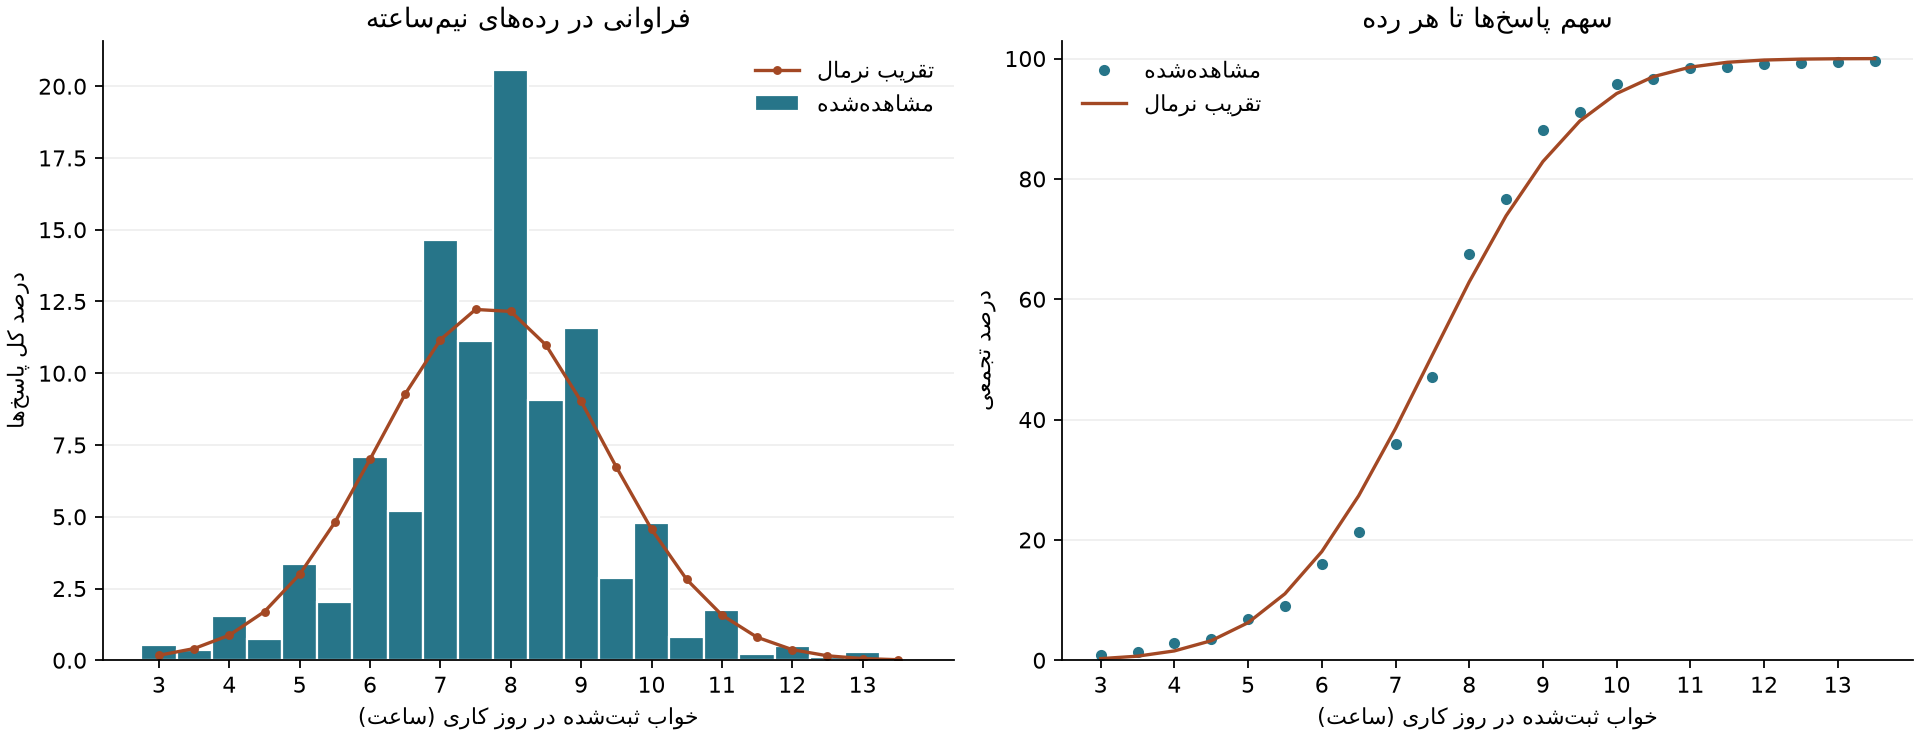 فراوانی در رده‌های نیم‌ساعته
تقریب نرمال
مشاهده‌شده
درصد کل پاسخ‌ها
20.0
17.5
15.0
12.5
10.0
7.5
5.0
2.5
0.0
3 4 5 6 7 8 9 10 11 12 13
خواب ثبت‌شده در روز کاری (ساعت)
سهم پاسخ‌ها تا هر رده
مشاهده‌شده
تقریب نرمال
درصد تجمعی
100
80
60
40
20
0
3 4 5 6 7 8 9 10 11 12 13
خواب ثبت‌شده در روز کاری (ساعت)